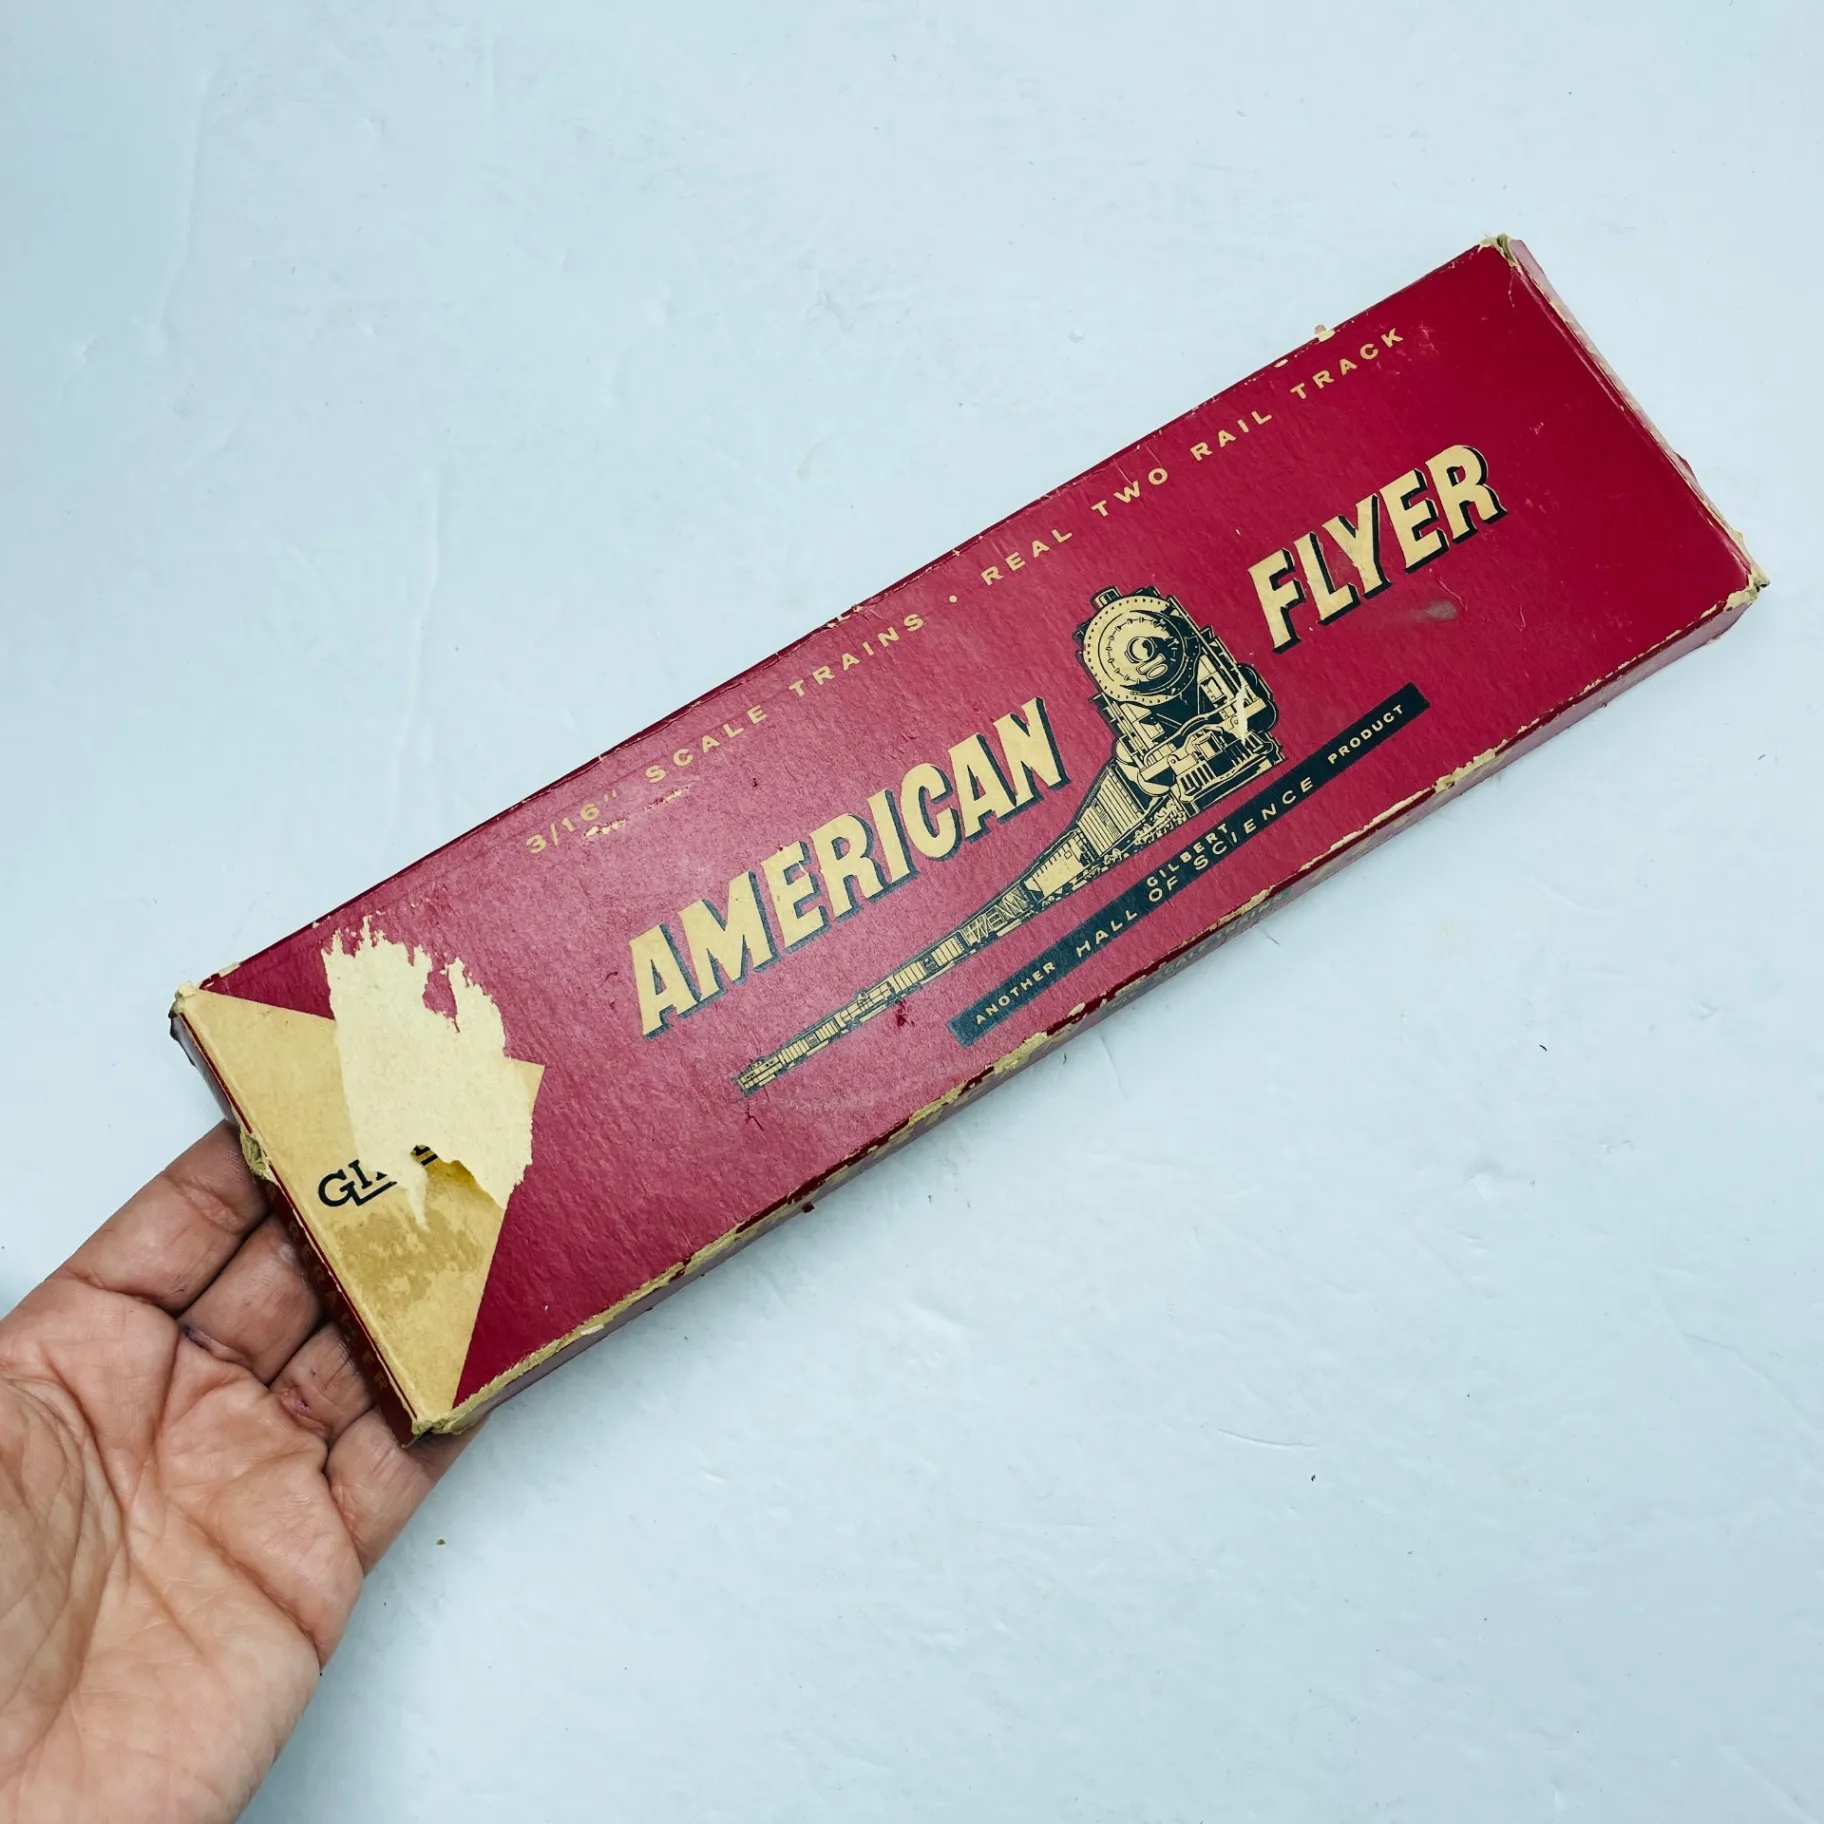 3/16" SCALE TRAINS . REAL TWO RAIL TRACK
AMERICAN FLYER
ANOTHER GILBERT HALL OF SCIENCE PRODUCT